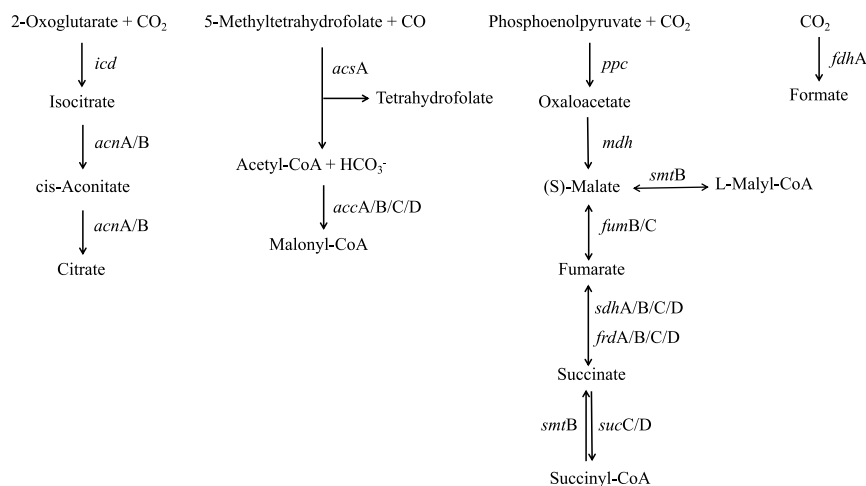 2-Oxoglutarate + CO₂
icd
Isocitrate
acnA/B
cis-Aconitate
acnA/B
Citrate
5-Methyltetrahydrofolate + CO
acsA
Tetrahydrofolate
Acetyl-CoA + HCO₃⁻
accA/B/C/D
Malonyl-CoA
Phosphoenolpyruvate + CO₂
ppc
Oxaloacetate
mdh
(S)-Malate
smtB
L-Malyl-CoA
fumB/C
Fumarate
sdhA/B/C/D
frdA/B/C/D
Succinate
smtB
sucC/D
Succinyl-CoA
CO₂
fdhA
Formate